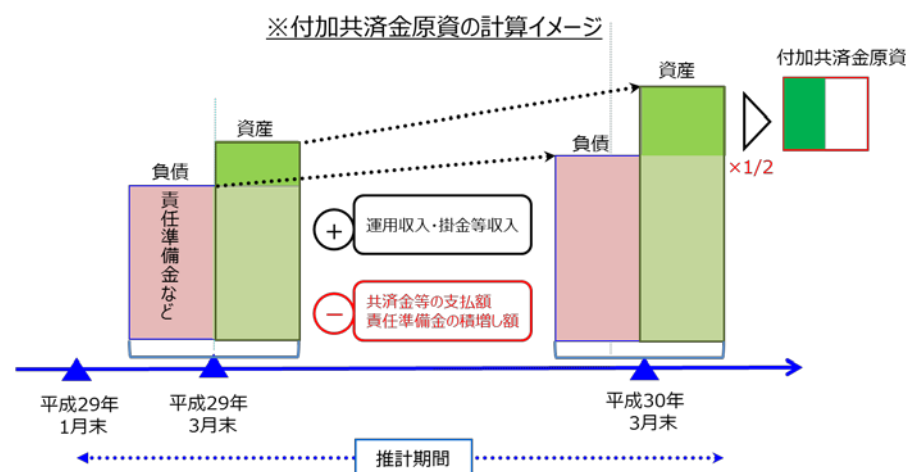 ※付加共済金原資の計算イメージ
付加共済金原資
資産
資産
負債
負債
×1/2
責任準備金など
＋
運用収入・掛金等収入
－
共済金等の支払額
責任準備金の積増し額
平成29年
1月末
平成29年
3月末
平成30年
3月末
推計期間